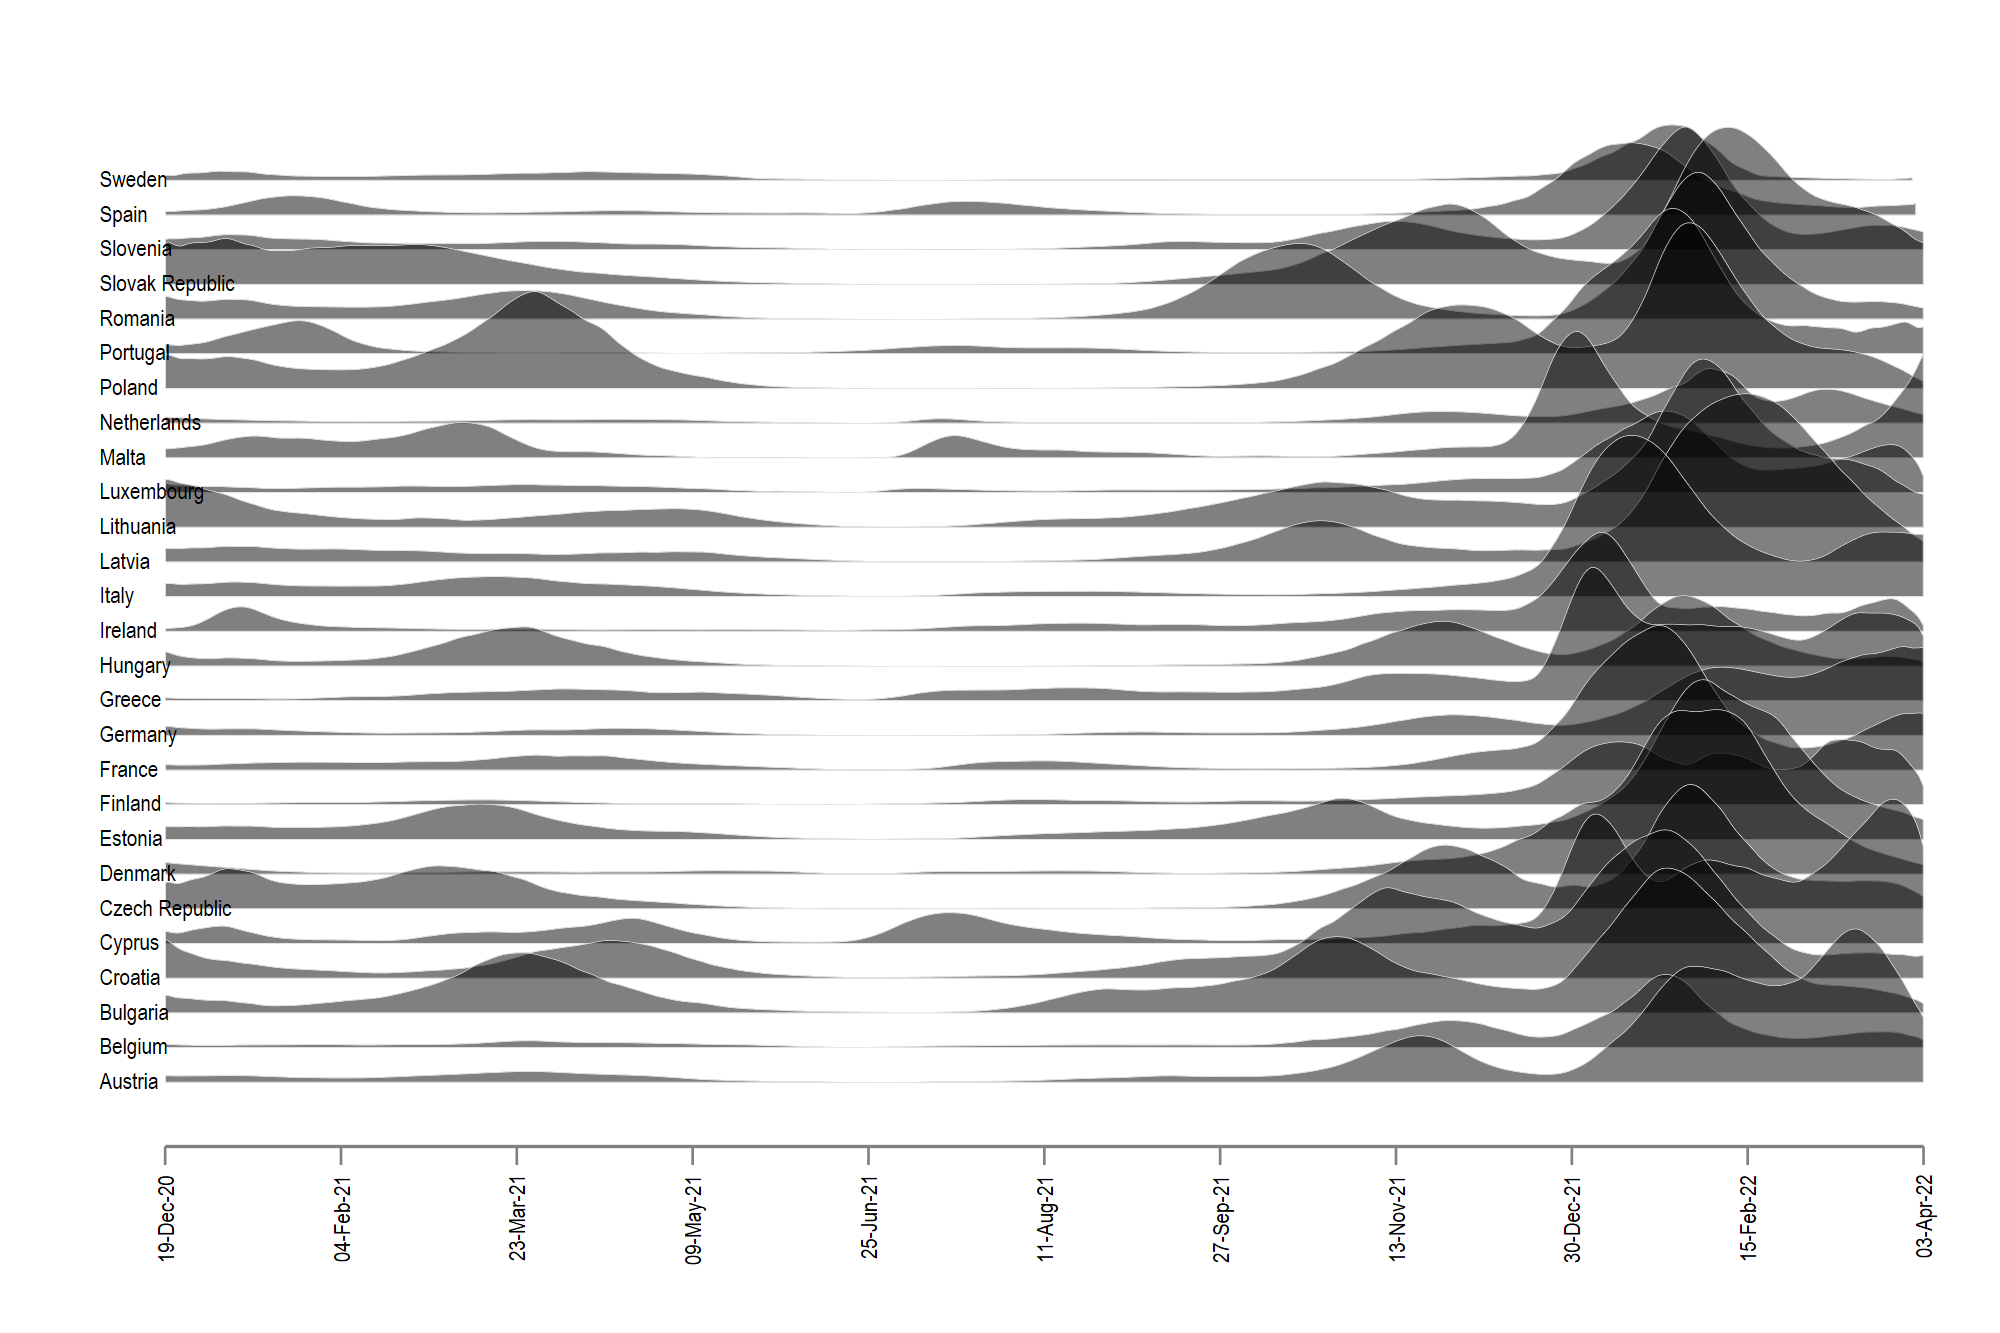 Sweden
Spain
Slovenia
Slovak Republic
Romania
Portugal
Poland
Netherlands
Malta
Luxembourg
Lithuania
Latvia
Italy
Ireland
Hungary
Greece
Germany
France
Finland
Estonia
Denmark
Czech Republic
Cyprus
Croatia
Bulgaria
Belgium
Austria
19-Dec-20
04-Feb-21
23-Mar-21
09-May-21
25-Jun-21
11-Aug-21
27-Sep-21
13-Nov-21
30-Dec-21
15-Feb-22
03-Apr-22